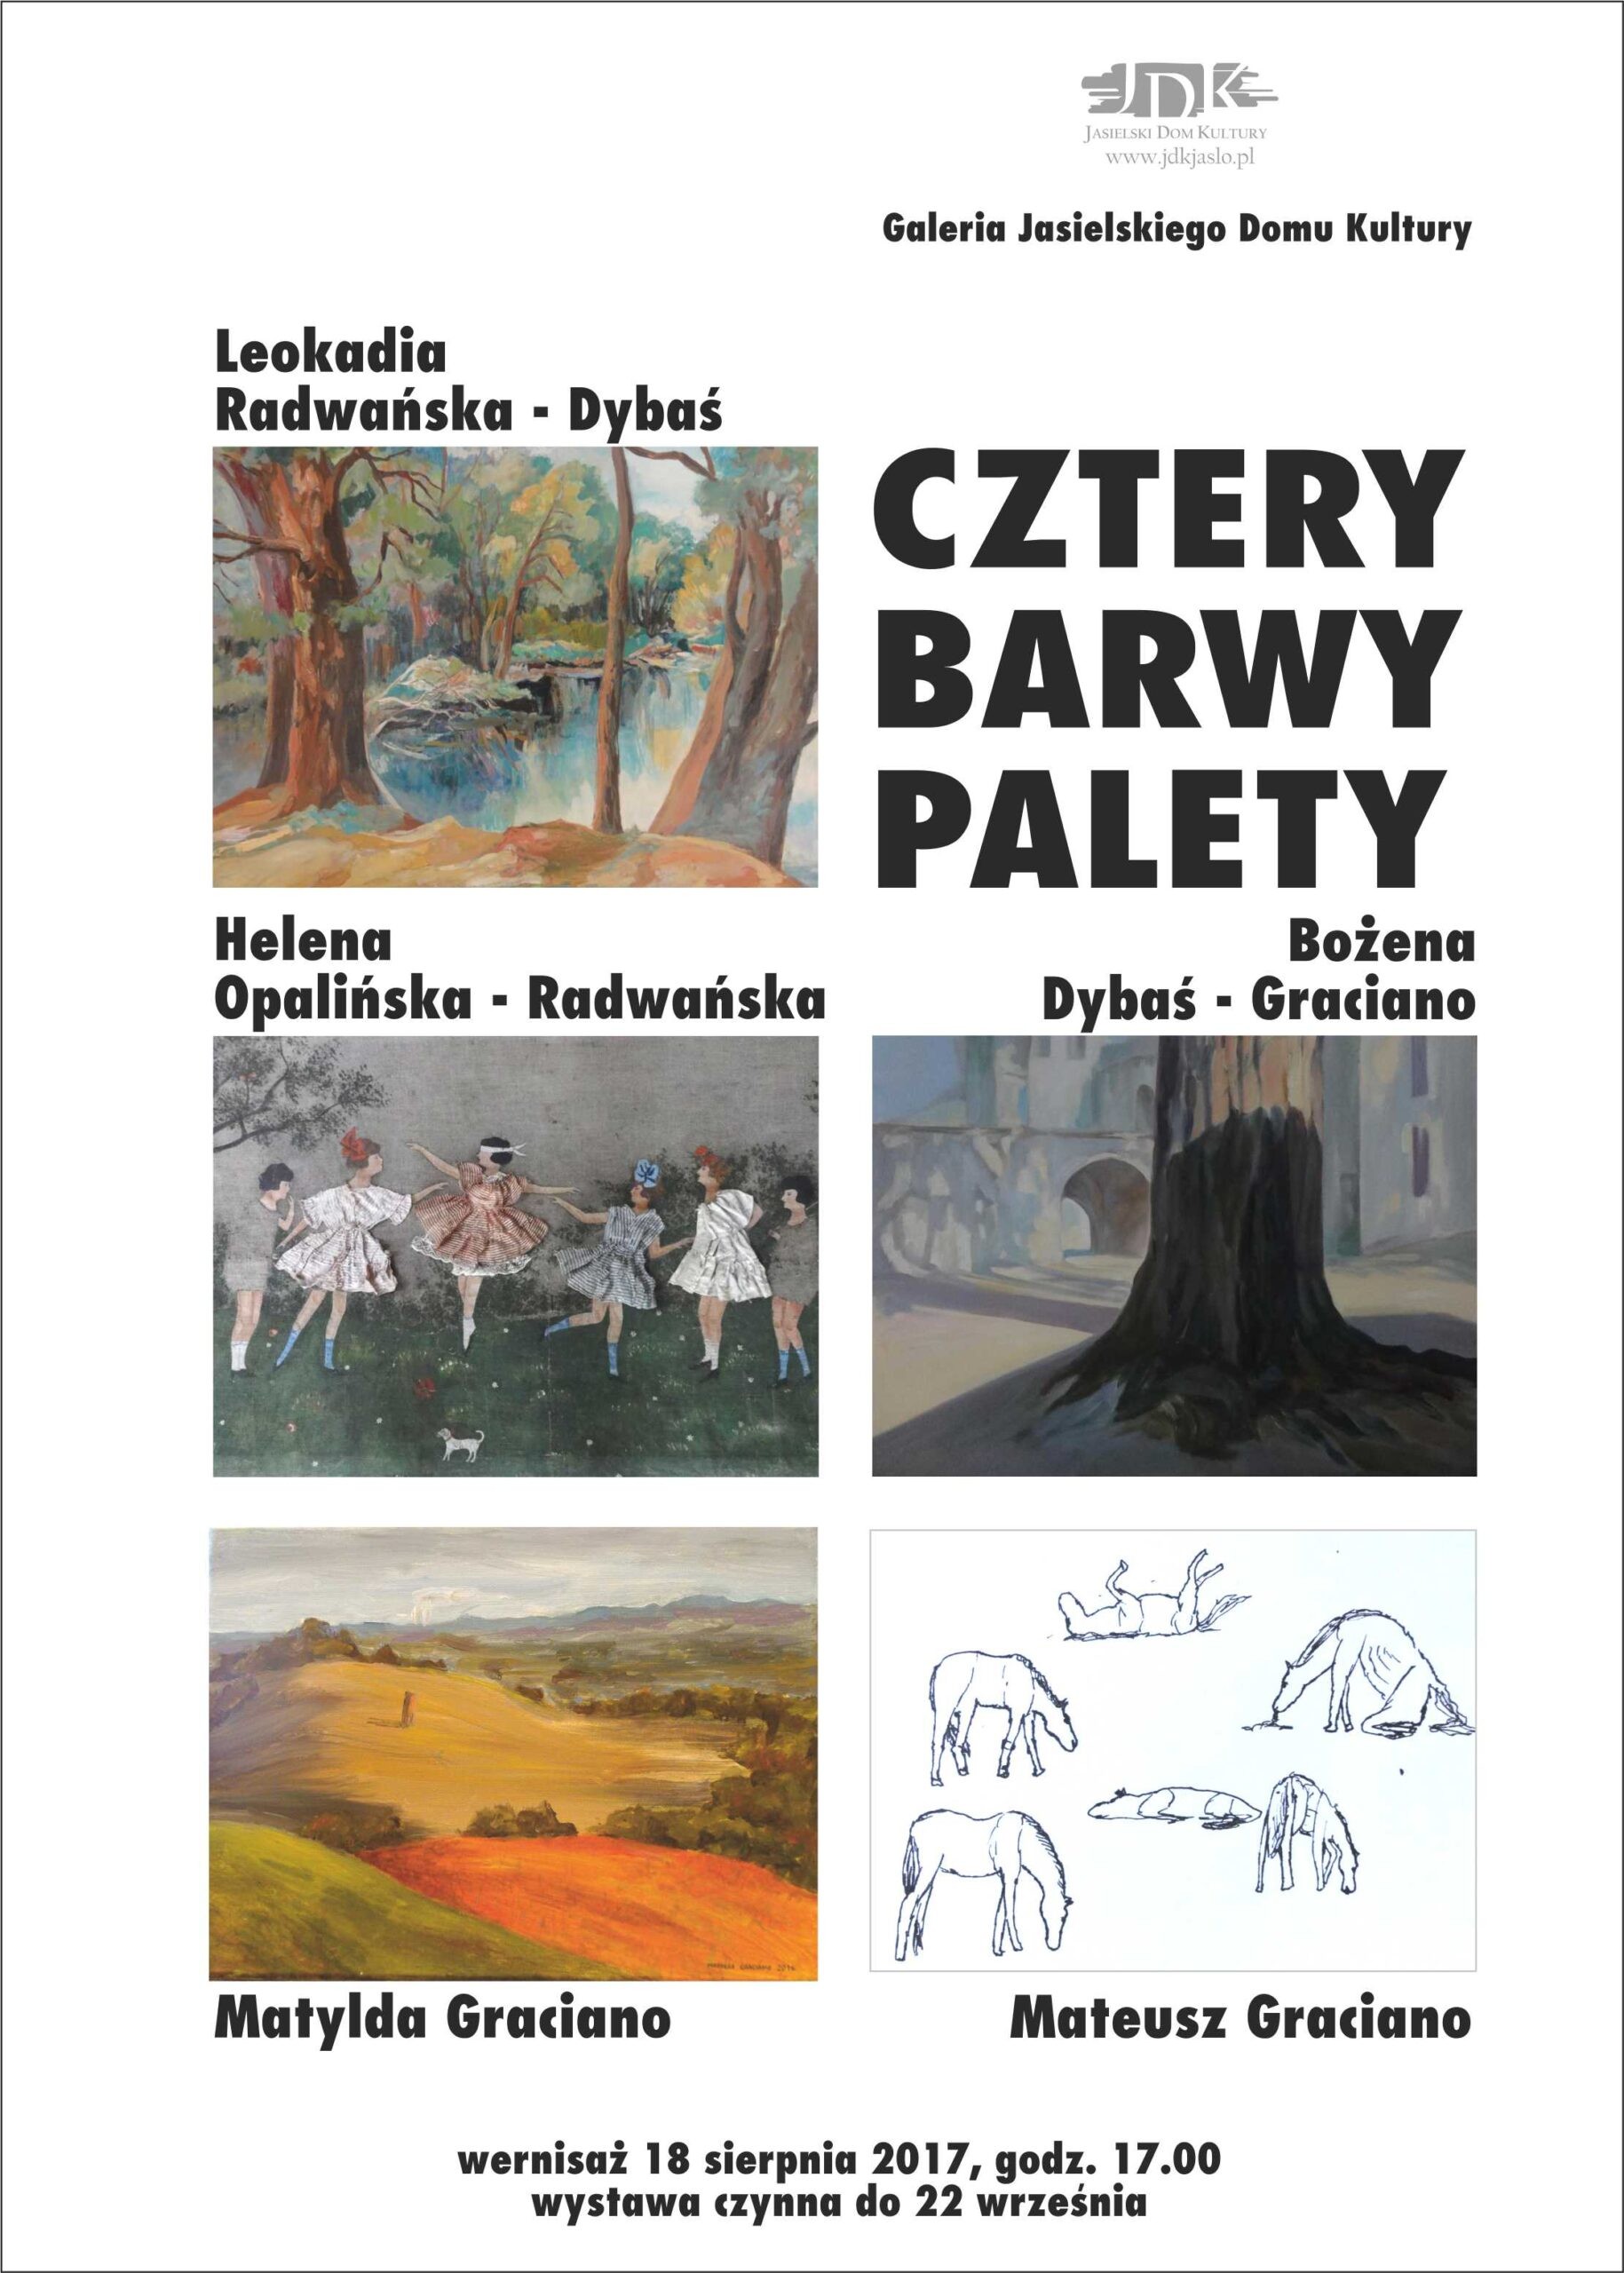 JDK
JASIELSKI DOM KULTURY
www.jdkjaslo.pl
Galeria Jasielskiego Domu Kultury
Leokadia
Radwańska - Dybaś
CZTERY
BARWY
PALETY
Helena
Opalińska - Radwańska
Bożena
Dybaś - Graciano
Matylda Graciano
Mateusz Graciano
wernisaż 18 sierpnia 2017, godz. 17.00
wystawa czynna do 22 września